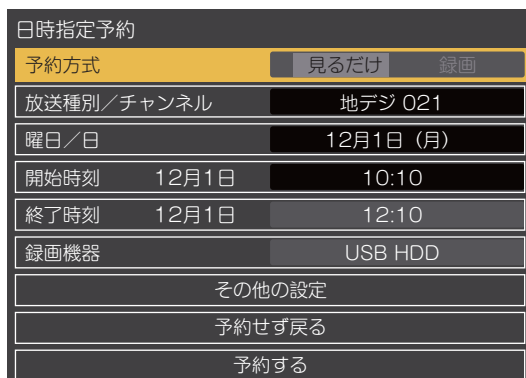 日時指定予約
予約方式 見るだけ 録画
放送種別／チャンネル 地デジ 021
曜日／日 12月1日（月）
開始時刻 12月1日 10:10
終了時刻 12月1日 12:10
録画機器 USB HDD
その他の設定
予約せず戻る
予約する